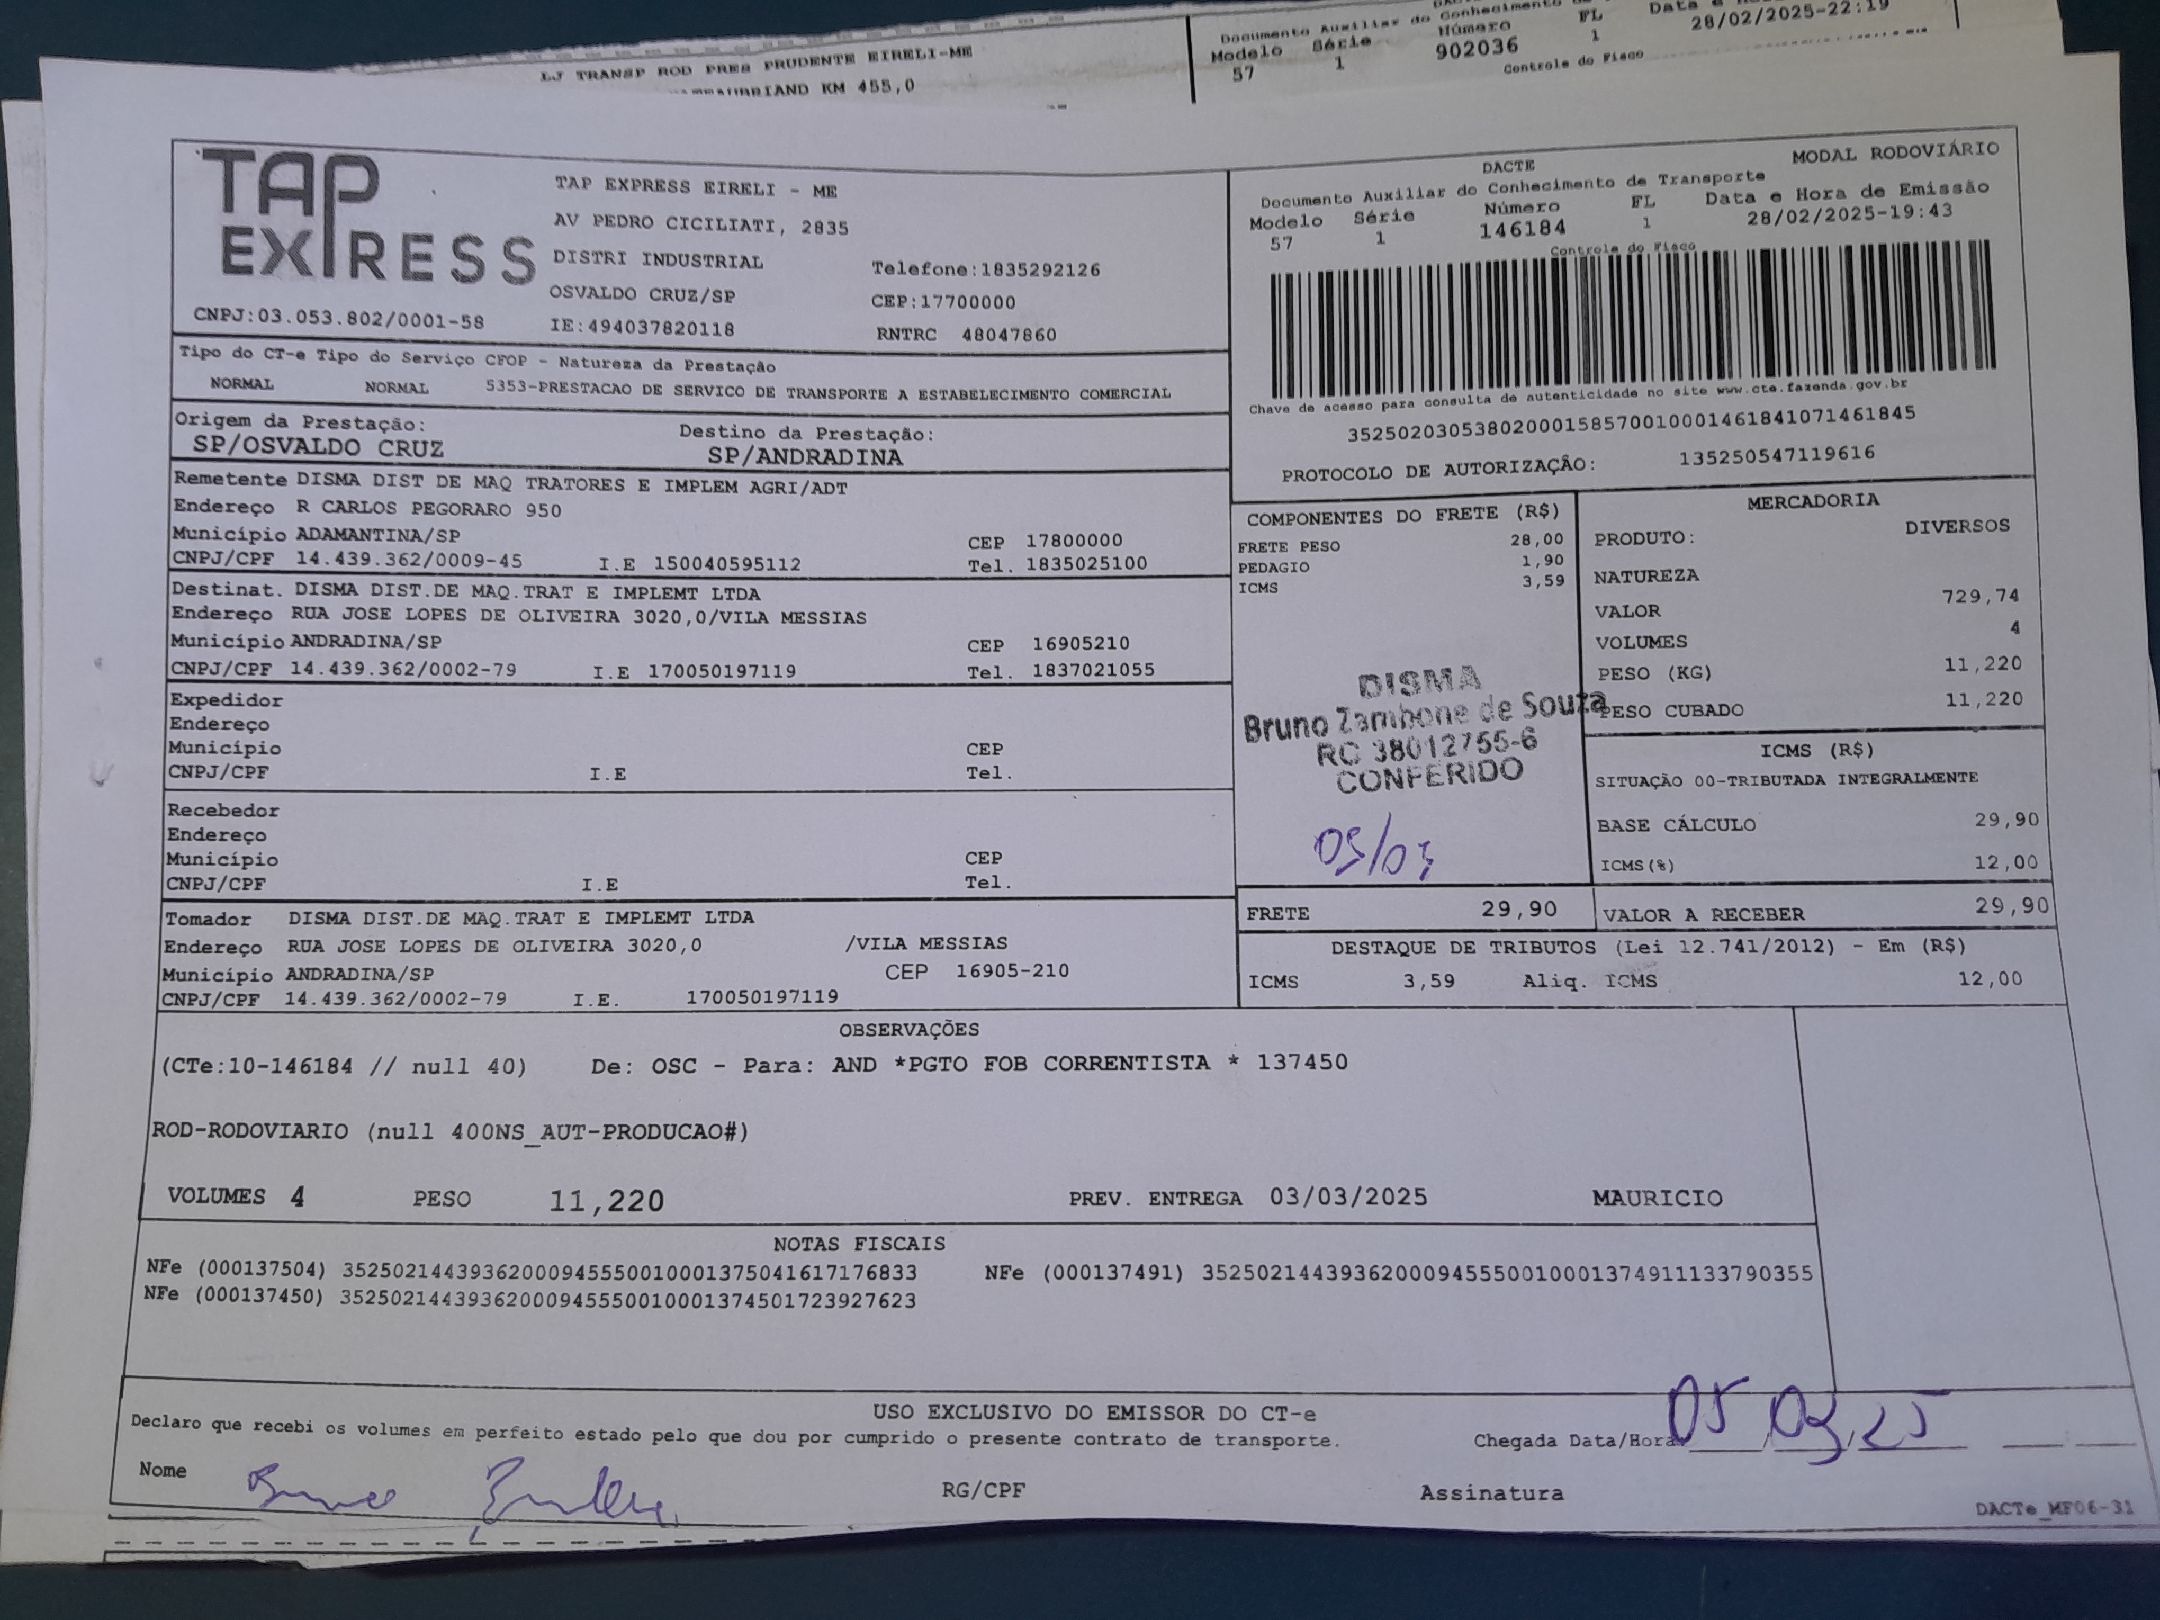 LJ TRANSP ROD PRES PRUDENTE EIRELI-ME
KM 455,0
Documento Auxiliar do Conhecimento
Modelo Série Número FL
57 1 902036 1 28/02/2025-22:19
Controle do Fisco
TAP EXPRESS
CNPJ:03.053.802/0001-58
TAP EXPRESS EIRELI - ME
AV PEDRO CICILIATI, 2835
DISTRI INDUSTRIAL
Telefone:1835292126
OSVALDO CRUZ/SP
CEP:17700000
IE:494037820118
RNTRC 48047860
DACTE
MODAL RODOVIÁRIO
Documento Auxiliar do Conhecimento de Transporte
Modelo Série Número FL Data e Hora de Emissão
57 1 146184 1 28/02/2025-19:43
Controle do Fisco
Chave de acesso para consulta de autenticidade no site www.cte.fazenda.gov.br
35250203053802000158570010001461841071461845
PROTOCOLO DE AUTORIZAÇÃO: 135250547119616
Tipo do CT-e Tipo do Serviço CFOP - Natureza da Prestação
NORMAL NORMAL 5353-PRESTACAO DE SERVICO DE TRANSPORTE A ESTABELECIMENTO COMERCIAL
Origem da Prestação: Destino da Prestação:
SP/OSVALDO CRUZ SP/ANDRADINA
Remetente DISMA DIST DE MAQ TRATORES E IMPLEM AGRI/ADT
Endereço R CARLOS PEGORARO 950
Município ADAMANTINA/SP CEP 17800000
CNPJ/CPF 14.439.362/0009-45 I.E 150040595112 Tel. 1835025100
Destinat. DISMA DIST.DE MAQ.TRAT E IMPLEMT LTDA
Endereço RUA JOSE LOPES DE OLIVEIRA 3020,0/VILA MESSIAS
Município ANDRADINA/SP CEP 16905210
CNPJ/CPF 14.439.362/0002-79 I.E 170050197119 Tel. 1837021055
Expedidor
Endereço
Município CEP
CNPJ/CPF I.E Tel.
Recebedor
Endereço
Município CEP
CNPJ/CPF I.E Tel.
Tomador DISMA DIST.DE MAQ.TRAT E IMPLEMT LTDA
Endereço RUA JOSE LOPES DE OLIVEIRA 3020,0 /VILA MESSIAS
Município ANDRADINA/SP CEP 16905-210
CNPJ/CPF 14.439.362/0002-79 I.E. 170050197119
COMPONENTES DO FRETE (R$)
FRETE PESO 28,00
PEDAGIO 1,90
ICMS 3,59
DISMA
Bruno Zambone de Souza
RG 38012755-6
CONFERIDO
05/03
MERCADORIA
PRODUTO: DIVERSOS
NATUREZA
VALOR 729,74
VOLUMES 4
PESO (KG) 11,220
PESO CUBADO 11,220
ICMS (R$)
SITUAÇÃO 00-TRIBUTADA INTEGRALMENTE
BASE CÁLCULO 29,90
ICMS(%) 12,00
FRETE 29,90 VALOR A RECEBER 29,90
DESTAQUE DE TRIBUTOS (Lei 12.741/2012) - Em (R$)
ICMS 3,59 Aliq. ICMS 12,00
OBSERVAÇÕES
(CTe:10-146184 // null 40) De: OSC - Para: AND *PGTO FOB CORRENTISTA * 137450
ROD-RODOVIARIO (null 400NS_AUT-PRODUCAO#)
VOLUMES 4 PESO 11,220 PREV. ENTREGA 03/03/2025 MAURICIO
NOTAS FISCAIS
NFe (000137504) 35250214439362000945550010001375041617176833 NFe (000137491) 35250214439362000945550010001374911133790355
NFe (000137450) 35250214439362000945550010001374501723927623
USO EXCLUSIVO DO EMISSOR DO CT-e
Declaro que recebi os volumes em perfeito estado pelo que dou por cumprido o presente contrato de transporte.
Chegada Data/Hora 05/03/25
Nome Bruno RG/CPF Assinatura
DACTe_MF06-31